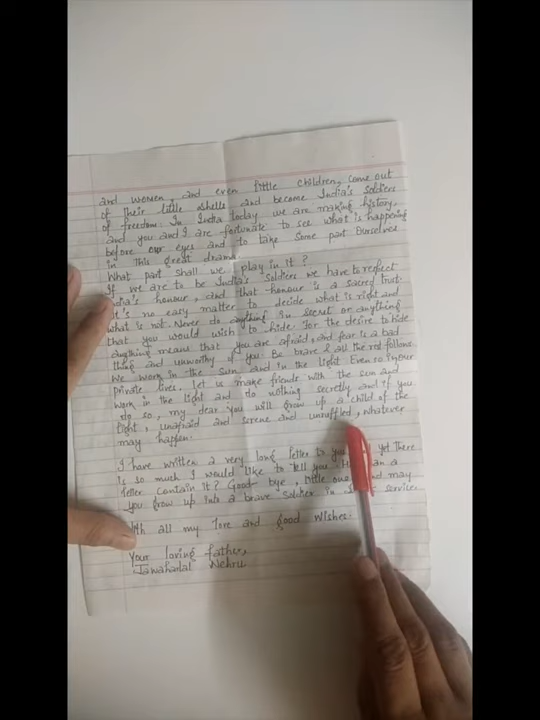 and women, and even little children, come out
of their little shells and become India's soldiers
of freedom. In India today we are making history,
and you and I are fortunate to see what is happening
before our eyes and to take some part ourselves
in this great drama.
What part shall we play in it?
If we are to be India's soldiers we have to reflect
India's honour, and that honour is a sacred trust.
It's no easy matter to decide what is right and
what is not. Never do anything in secret or anything
that you would wish to hide. For the desire to hide
anything means that you are afraid, and fear is a bad
thing and unworthy of you. Be brave & all the rest follows.
We work in the sun and in the light. Even so in our
private lives. Let us make friends with the sun and
work in the light and do nothing secretly, and if you
do so, my dear you will grow up a child of the
light, unafraid and serene and unruffled, whatever
may happen.
I have written a very long letter to you yet there
is so much I would like to tell you. can a
letter contain it? Good-bye, little one and may
you grow up into a brave soldier in service.
With all my love and good wishes.
Your loving father,
Jawaharlal Nehru